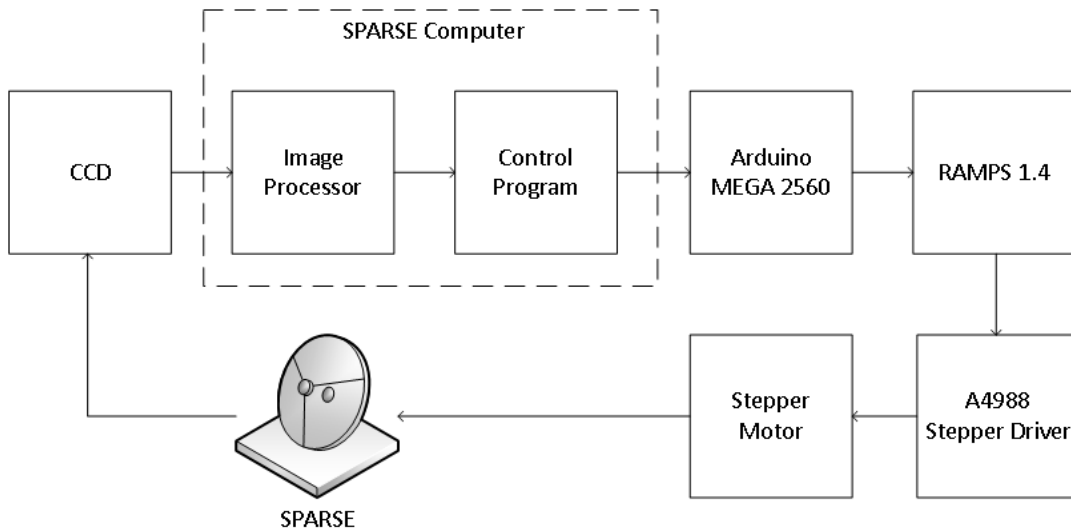 SPARSE Computer
CCD
Image
Processor
Control
Program
Arduino
MEGA 2560
RAMPS 1.4
Stepper
Motor
A4988
Stepper Driver
SPARSE